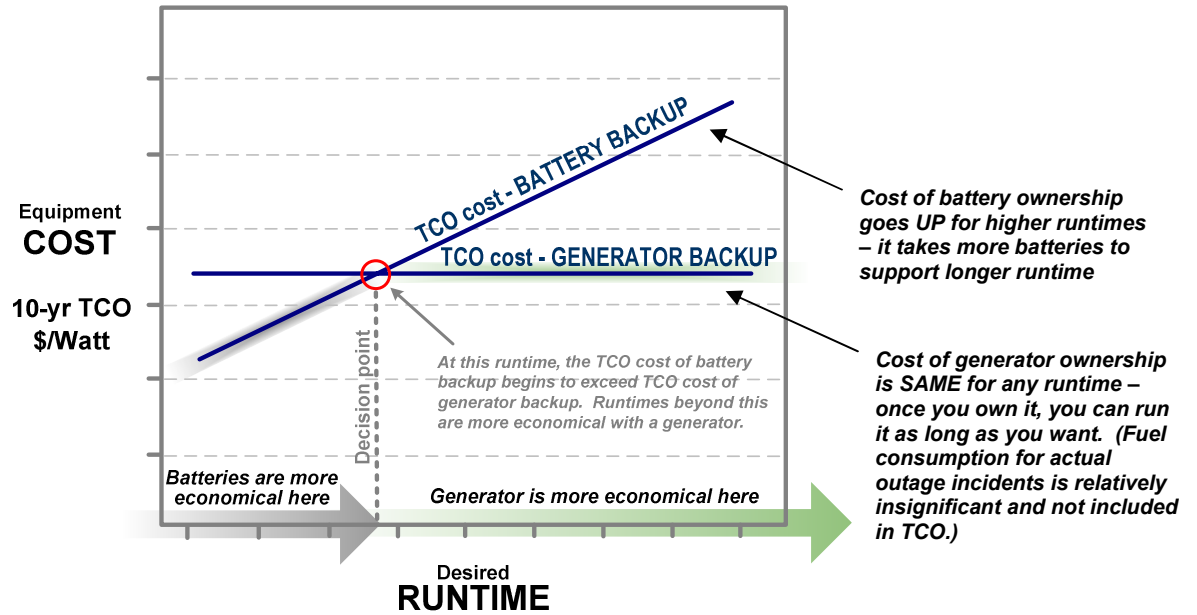 Equipment
COST
10-yr TCO
$/Watt
TCO cost - BATTERY BACKUP
TCO cost - GENERATOR BACKUP
Decision point
At this runtime, the TCO cost of battery
backup begins to exceed TCO cost of
generator backup.  Runtimes beyond this
are more economical with a generator.
Batteries are more
economical here
Generator is more economical here
Desired
RUNTIME
Cost of battery ownership
goes UP for higher runtimes
– it takes more batteries to
support longer runtime
Cost of generator ownership
is SAME for any runtime –
once you own it, you can run
it as long as you want.  (Fuel
consumption for actual
outage incidents is relatively
insignificant and not included
in TCO.)